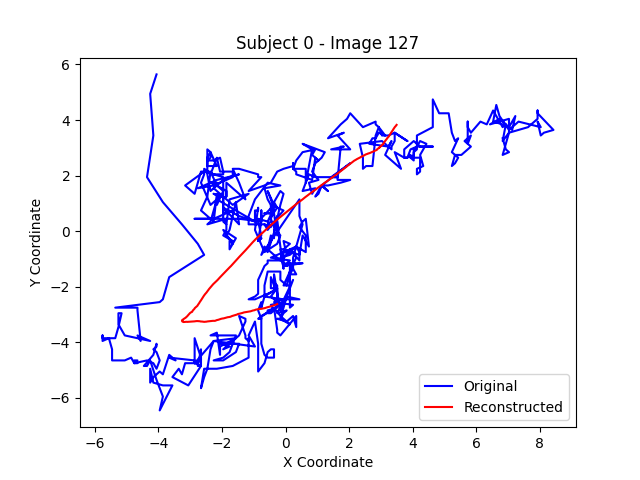 Subject 0 - Image 127
6
4
2
0
−2
−4
−6
Y Coordinate
−6 −4 −2 0 2 4 6 8
X Coordinate
Original
Reconstructed